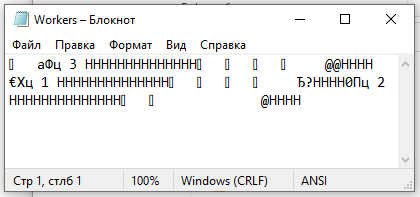 Workers – Блокнот
Файл Правка Формат Вид Справка
▯ аФц 3 НННННННННННННН▯ ▯ ▯ ▯ @@НННН
€Хц 1 НННННННННННННН▯ ▯ ▯ ▯ Ђ?НННН0Пц 2
НННННННННННННН▯ ▯ @НННН
Стр 1, стлб 1 100% Windows (CRLF) ANSI